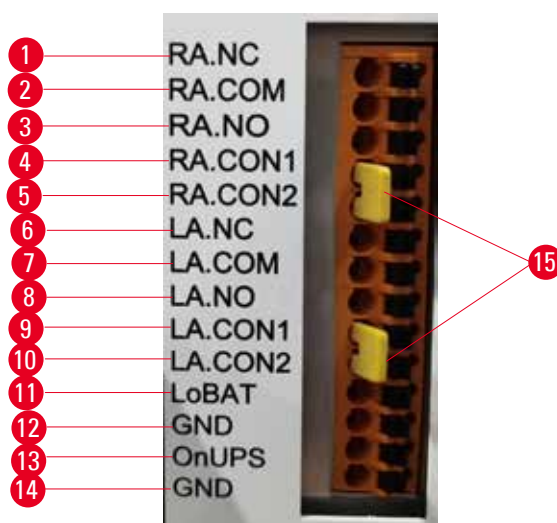 1 RA.NC
2 RA.COM
3 RA.NO
4 RA.CON1
5 RA.CON2
6 LA.NC
7 LA.COM
8 LA.NO
9 LA.CON1
10 LA.CON2
11 LoBAT
12 GND
13 OnUPS
14 GND
15